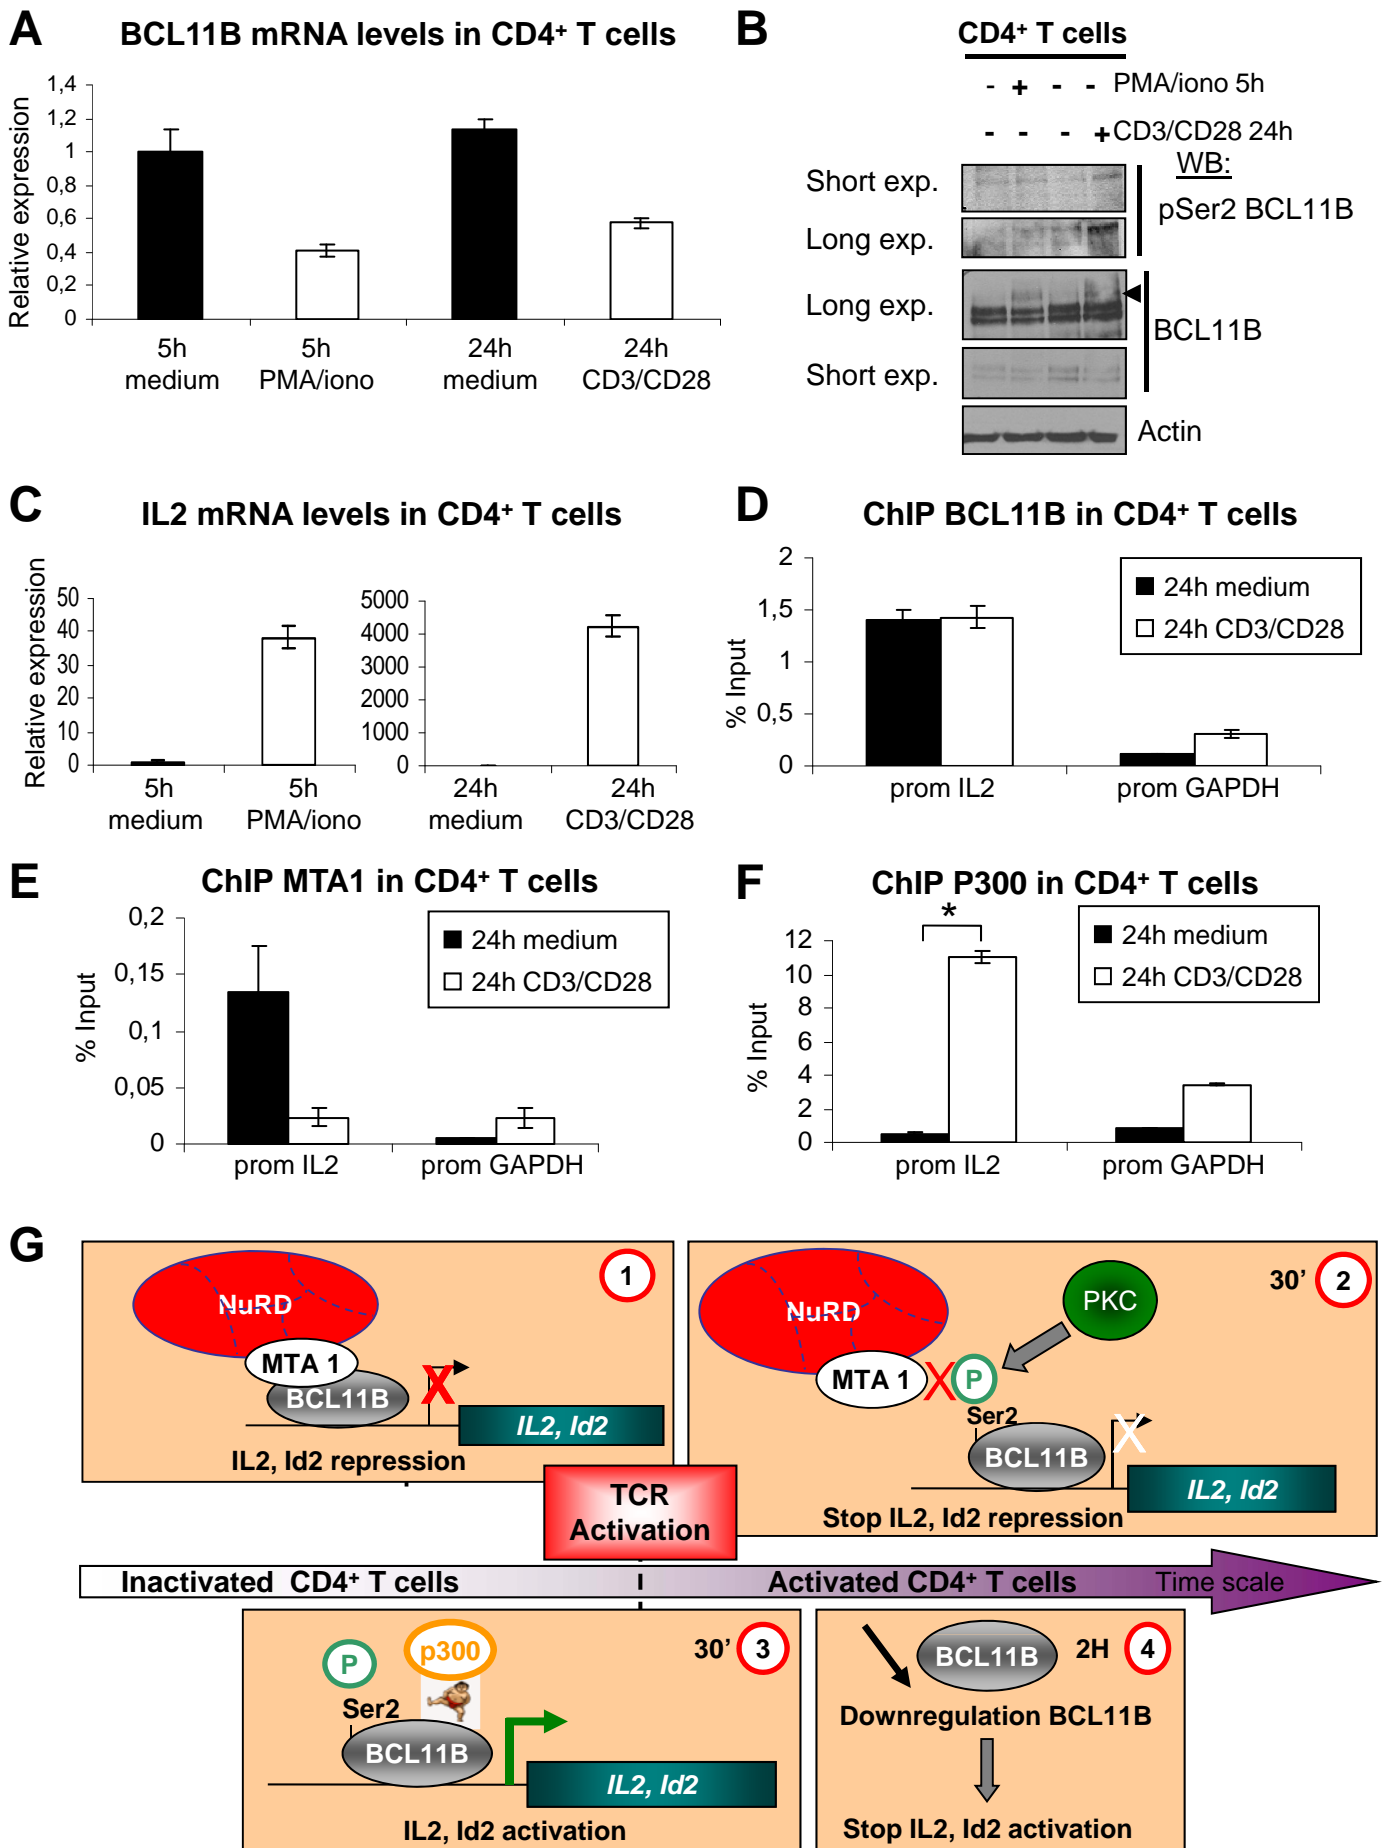 A
BCL11B mRNA levels in CD4+ T cells
Relative expression
1,4
1,2
1
0,8
0,6
0,4
0,2
0
5h medium
5h PMA/iono
24h medium
24h CD3/CD28
B
CD4+ T cells
- + - - PMA/iono 5h
- - - + CD3/CD28 24h
WB:
Short exp.
pSer2 BCL11B
Long exp.
Long exp.
BCL11B
Short exp.
Actin
C
IL2 mRNA levels in CD4+ T cells
Relative expression
50
40
30
20
10
0
5h medium
5h PMA/iono
5000
4000
3000
2000
1000
0
24h medium
24h CD3/CD28
D
ChIP BCL11B in CD4+ T cells
% Input
2
1,5
1
0,5
0
24h medium
24h CD3/CD28
prom IL2
prom GAPDH
E
ChIP MTA1 in CD4+ T cells
% Input
0,2
0,15
0,1
0,05
0
24h medium
24h CD3/CD28
prom IL2
prom GAPDH
F
ChIP P300 in CD4+ T cells
% Input
12
10
8
6
4
2
0
*
24h medium
24h CD3/CD28
prom IL2
prom GAPDH
G
1
NuRD
MTA 1
BCL11B
X
IL2, Id2
IL2, Id2 repression
30’ 2
NuRD
PKC
MTA 1
X
P
Ser2
BCL11B
X
IL2, Id2
Stop IL2, Id2 repression
TCR
Activation
Inactivated CD4+ T cells
Activated CD4+ T cells
Time scale
30’ 3
P
p300
Ser2
BCL11B
IL2, Id2
IL2, Id2 activation
BCL11B
2H 4
Downregulation BCL11B
Stop IL2, Id2 activation